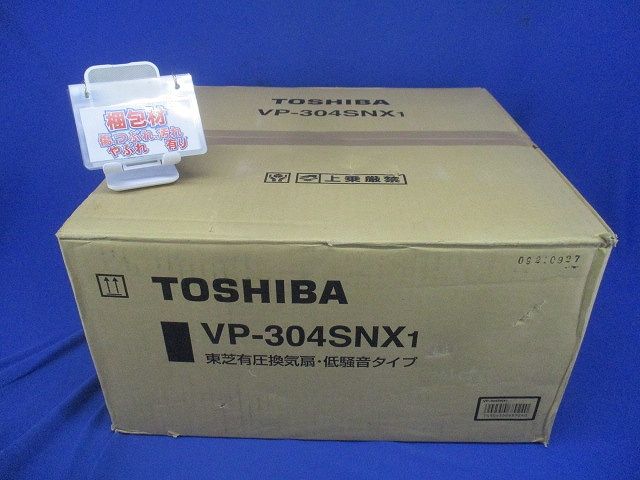 梱包材
傷 つぶれ 汚れ
やぶれ 有り
TOSHIBA
VP-304SNX1
上乗厳禁
TOSHIBA
VP-304SNX1
東芝有圧換気扇・低騒音タイプ